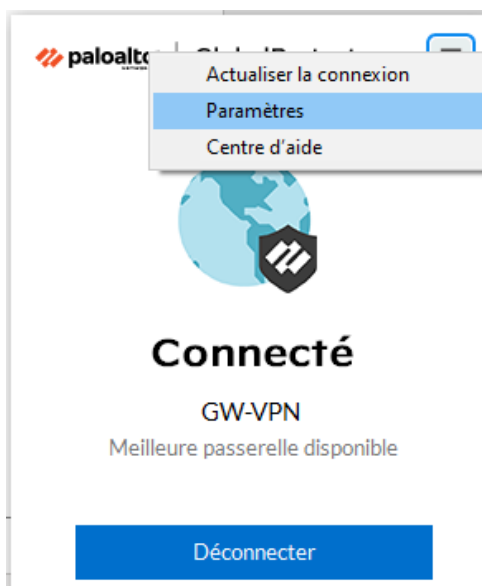 paloalto
Actualiser la connexion
Paramètres
Centre d'aide
Connecté
GW-VPN
Meilleure passerelle disponible
Déconnecter